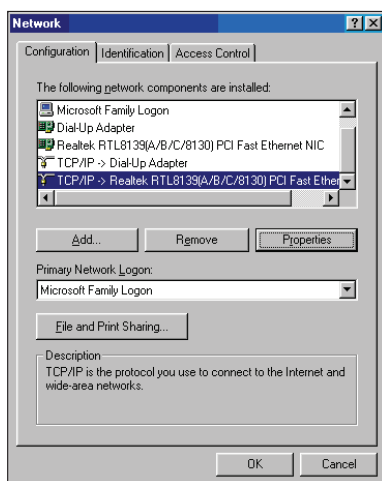 Network
Configuration Identification Access Control
The following network components are installed:
Microsoft Family Logon
Dial-Up Adapter
Realtek RTL8139(A/B/C/8130) PCI Fast Ethernet NIC
TCP/IP -> Dial-Up Adapter
TCP/IP -> Realtek RTL8139(A/B/C/8130) PCI Fast Ether
Add... Remove Properties
Primary Network Logon:
Microsoft Family Logon
File and Print Sharing...
Description
TCP/IP is the protocol you use to connect to the Internet and
wide-area networks.
OK Cancel